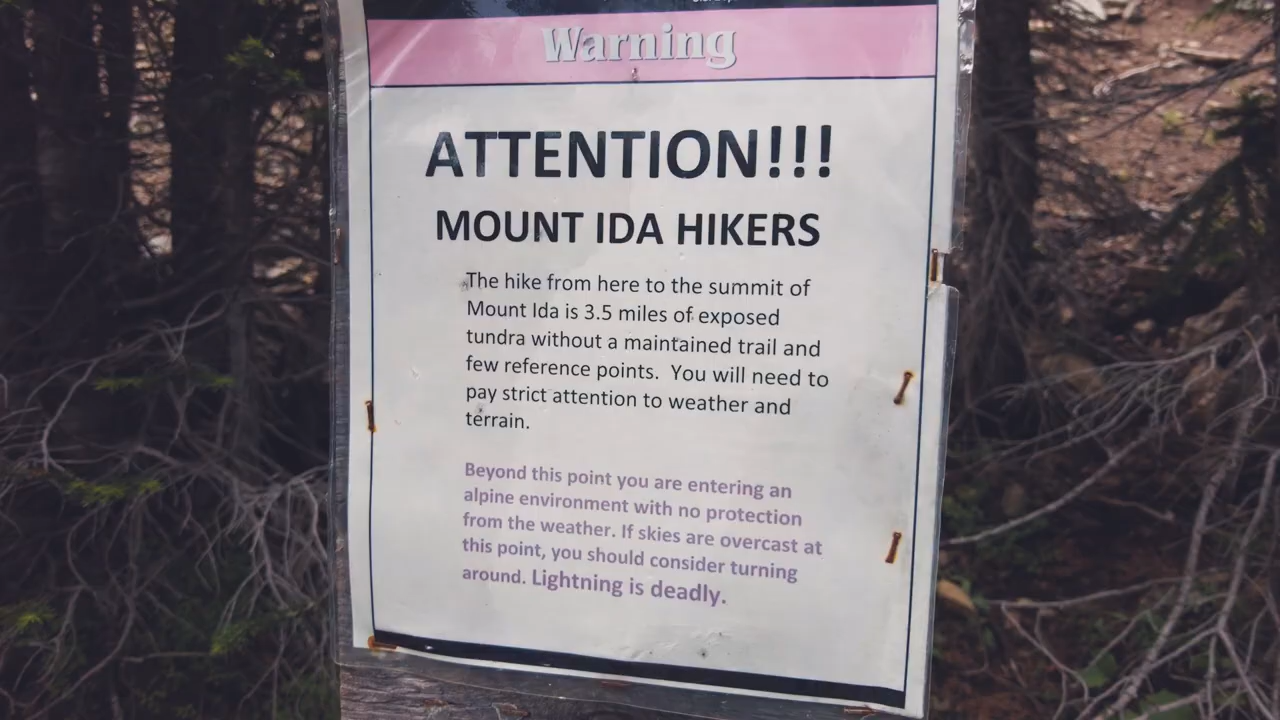 Warning
ATTENTION!!!
MOUNT IDA HIKERS
The hike from here to the summit of
Mount Ida is 3.5 miles of exposed
tundra without a maintained trail and
few reference points.  You will need to
pay strict attention to weather and
terrain.
Beyond this point you are entering an
alpine environment with no protection
from the weather. If skies are overcast at
this point, you should consider turning
around. Lightning is deadly.